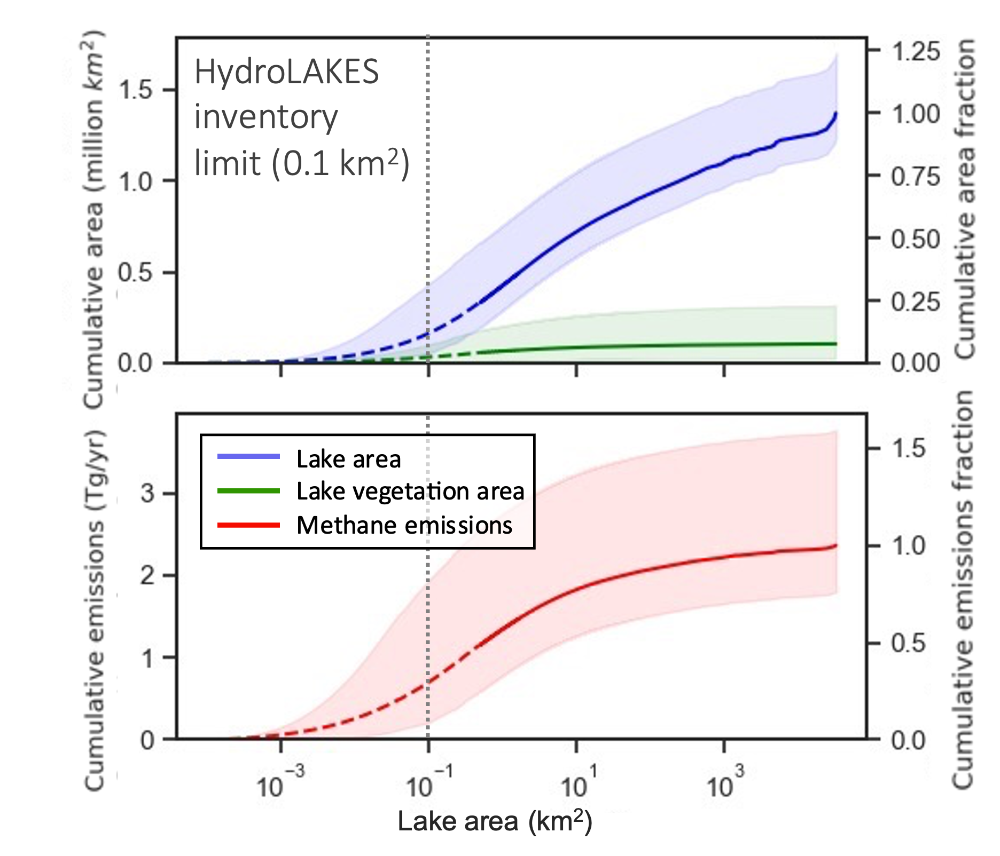 Cumulative area (million km²)
1.5
1.0
0.5
0.0
HydroLAKES
inventory
limit (0.1 km²)
1.25
1.00
0.75
0.50
0.25
0.00
Cumulative area fraction
Cumulative emissions (Tg/yr)
3
2
1
0
Lake area
Lake vegetation area
Methane emissions
1.5
1.0
0.5
0.0
Cumulative emissions fraction
10⁻³ 10⁻¹ 10¹ 10³
Lake area (km²)